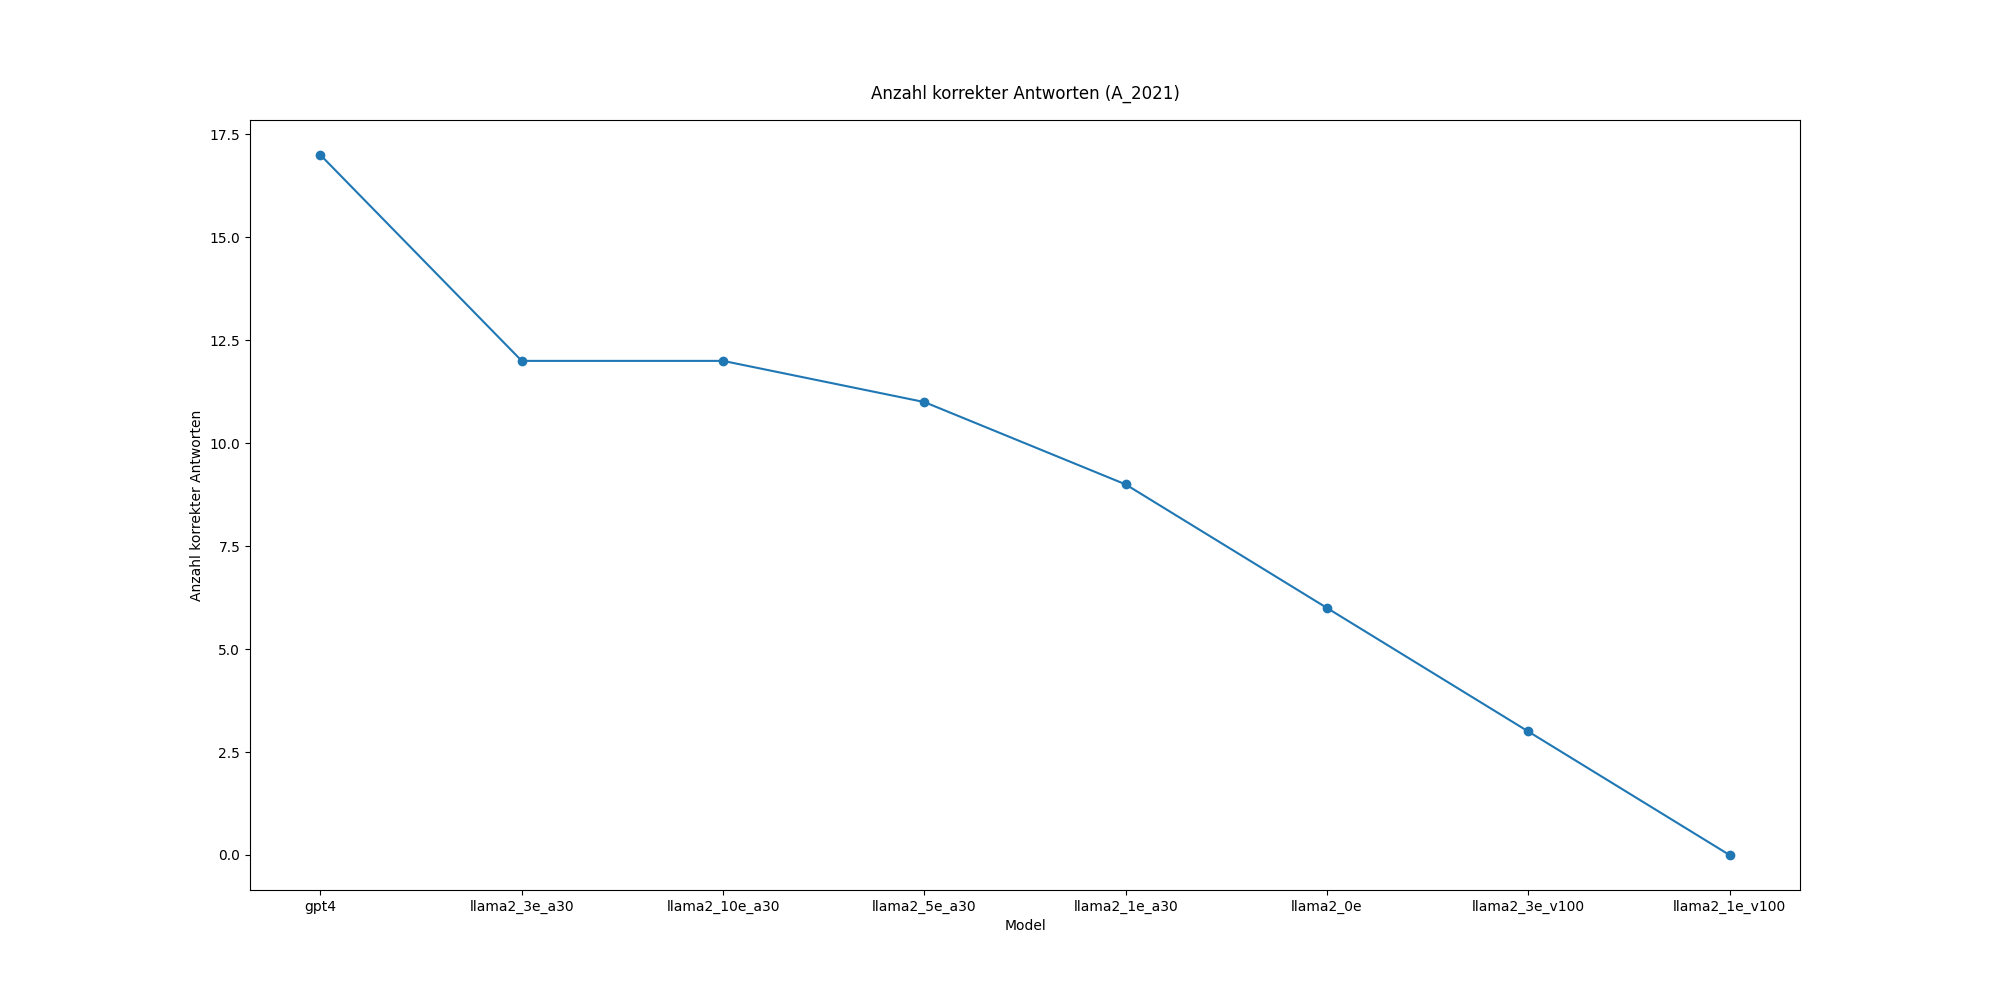 Anzahl korrekter Antworten (A_2021)
Anzahl korrekter Antworten
17.5
15.0
12.5
10.0
7.5
5.0
2.5
0.0
gpt4 llama2_3e_a30 llama2_10e_a30 llama2_5e_a30 llama2_1e_a30 llama2_0e llama2_3e_v100 llama2_1e_v100
Model